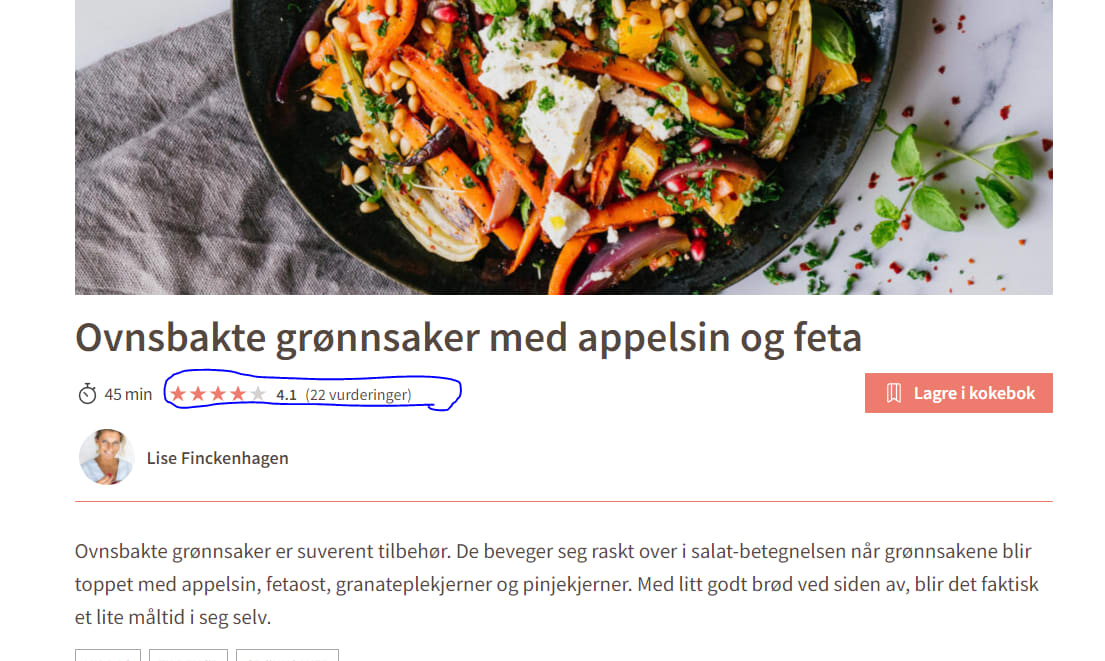 Ovnsbakte grønnsaker med appelsin og feta
45 min 4.1 (22 vurderinger)
Lagre i kokebok
Lise Finckenhagen
Ovnsbakte grønnsaker er suverent tilbehør. De beveger seg raskt over i salat-betegnelsen når grønnsakene blir
toppet med appelsin, fetaost, granateplekjerner og pinjekjerner. Med litt godt brød ved siden av, blir det faktisk
et lite måltid i seg selv.